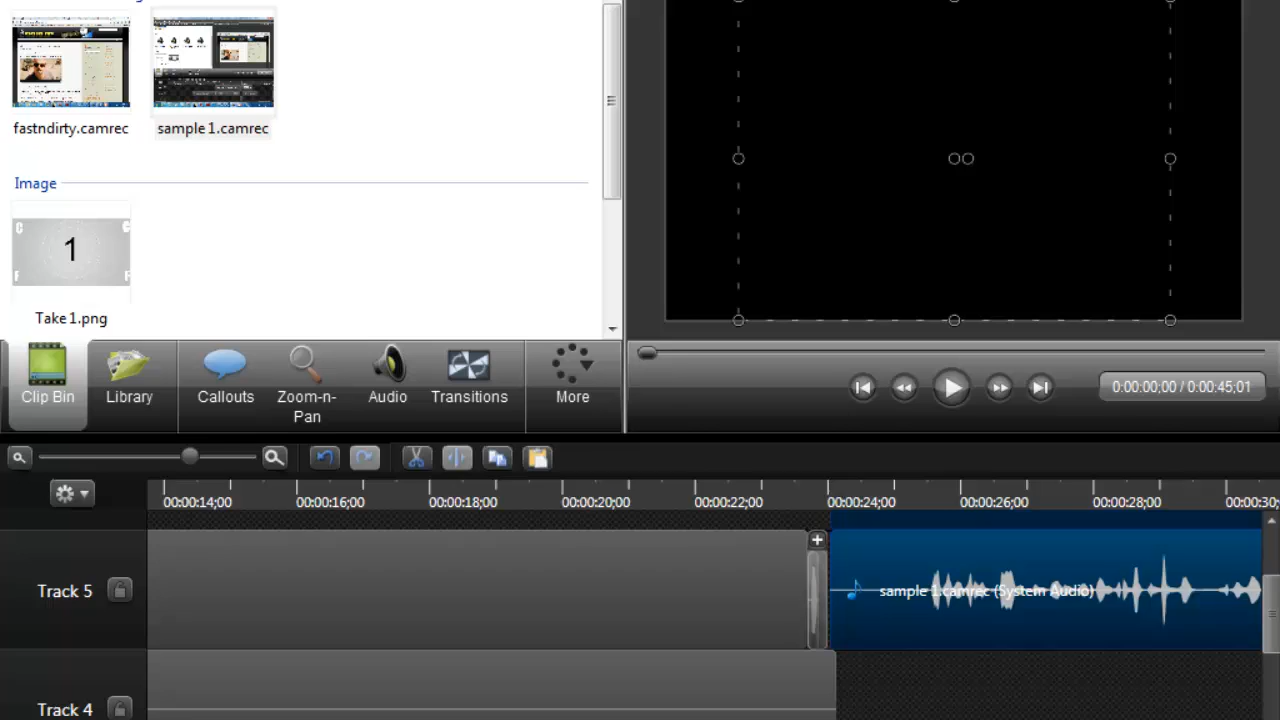 fastndirty.camrec
sample 1.camrec
Image
1
Take 1.png
Clip Bin
Library
Callouts
Zoom-n-
Pan
Audio
Transitions
More
0:00:00;00 / 0:00:45;01
00:00:14;00
00:00:16;00
00:00:18;00
00:00:20;00
00:00:22;00
00:00:24;00
00:00:26;00
00:00:28;00
00:00:30;
Track 5
sample 1.camrec (System Audio)
Track 4